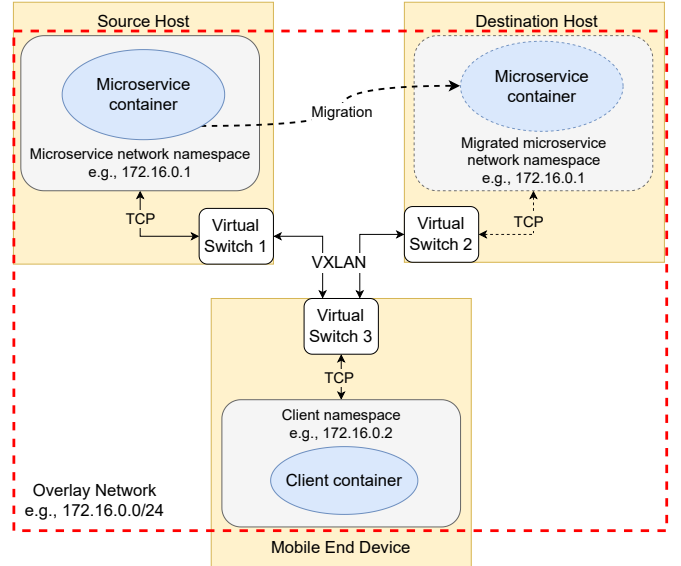 Source Host
Destination Host
Microservice
container
Microservice
container
Migration
Microservice network namespace
e.g., 172.16.0.1
Migrated microservice
network namespace
e.g., 172.16.0.1
TCP
TCP
Virtual
Switch 1
Virtual
Switch 2
VXLAN
Virtual
Switch 3
TCP
Client namespace
e.g., 172.16.0.2
Client container
Overlay Network
e.g., 172.16.0.0/24
Mobile End Device